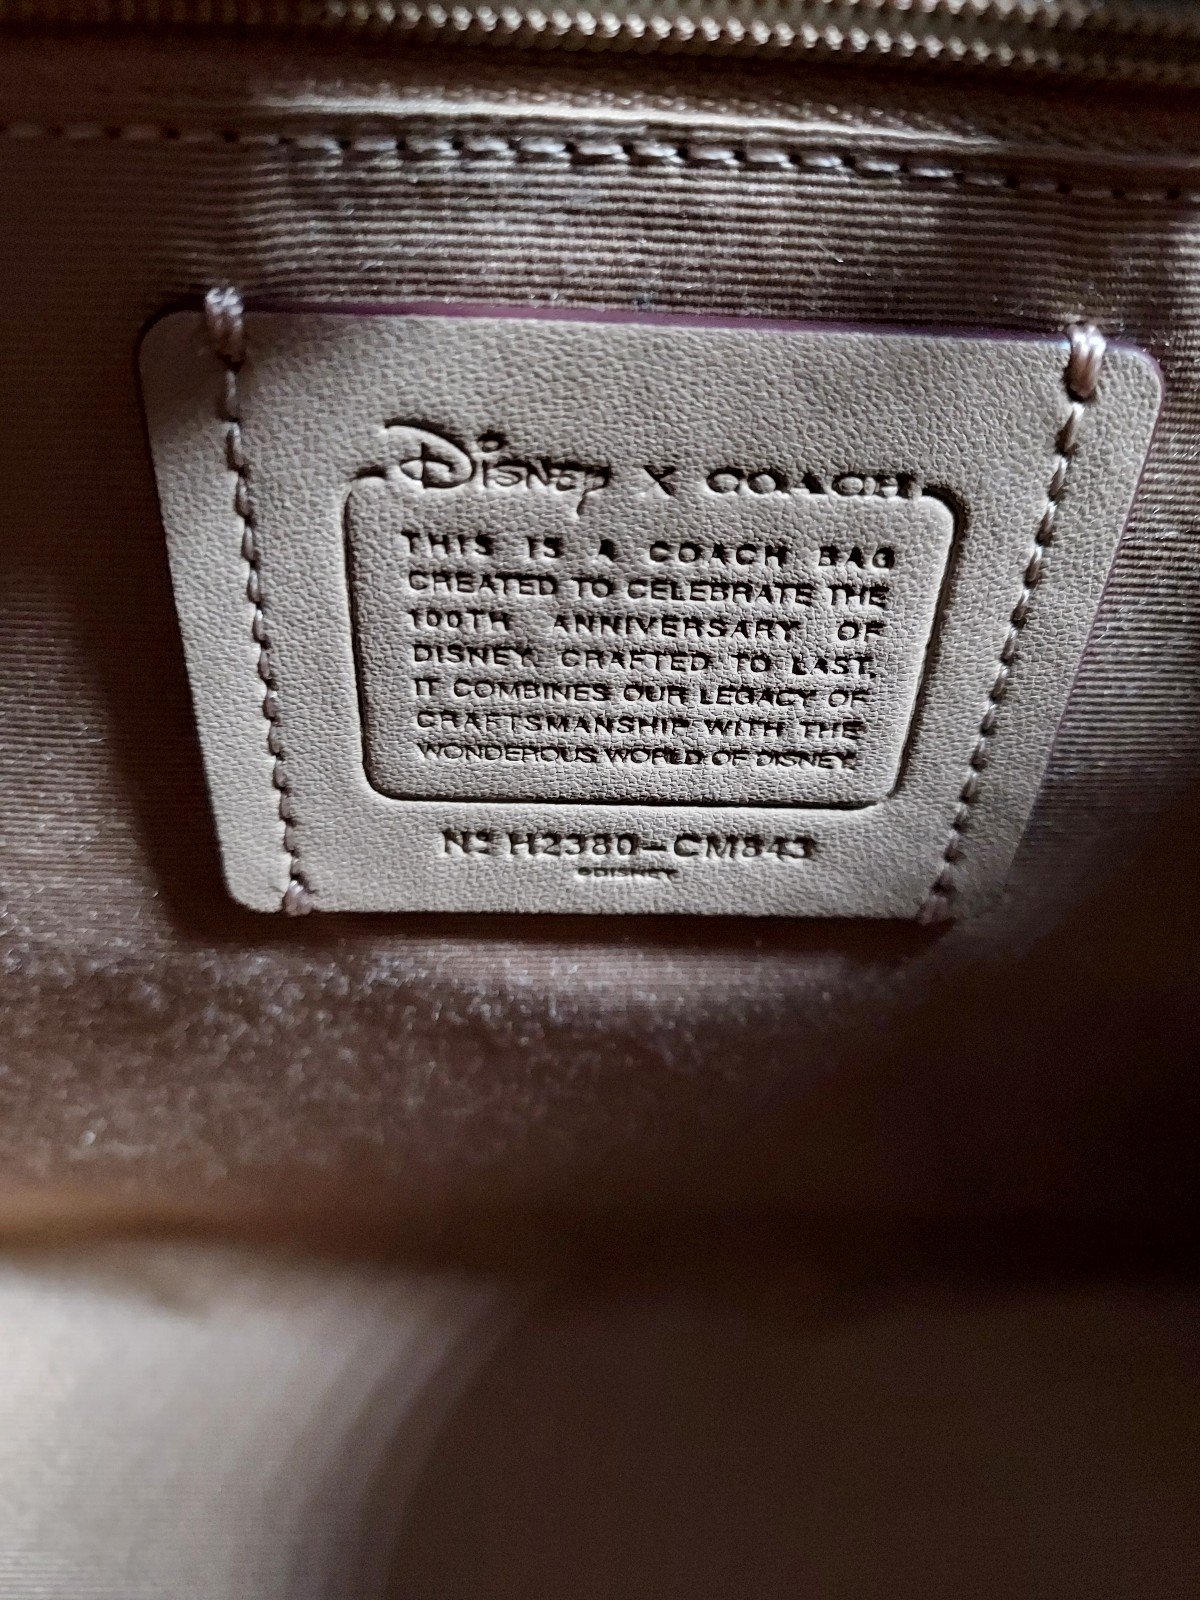 Disney X COACH
THIS IS A COACH BAG
CREATED TO CELEBRATE THE
100TH ANNIVERSARY OF
DISNEY. CRAFTED TO LAST,
IT COMBINES OUR LEGACY OF
CRAFTSMANSHIP WITH THE
WONDEROUS WORLD OF DISNEY.
Nº H2380-CM843
©DISNEY